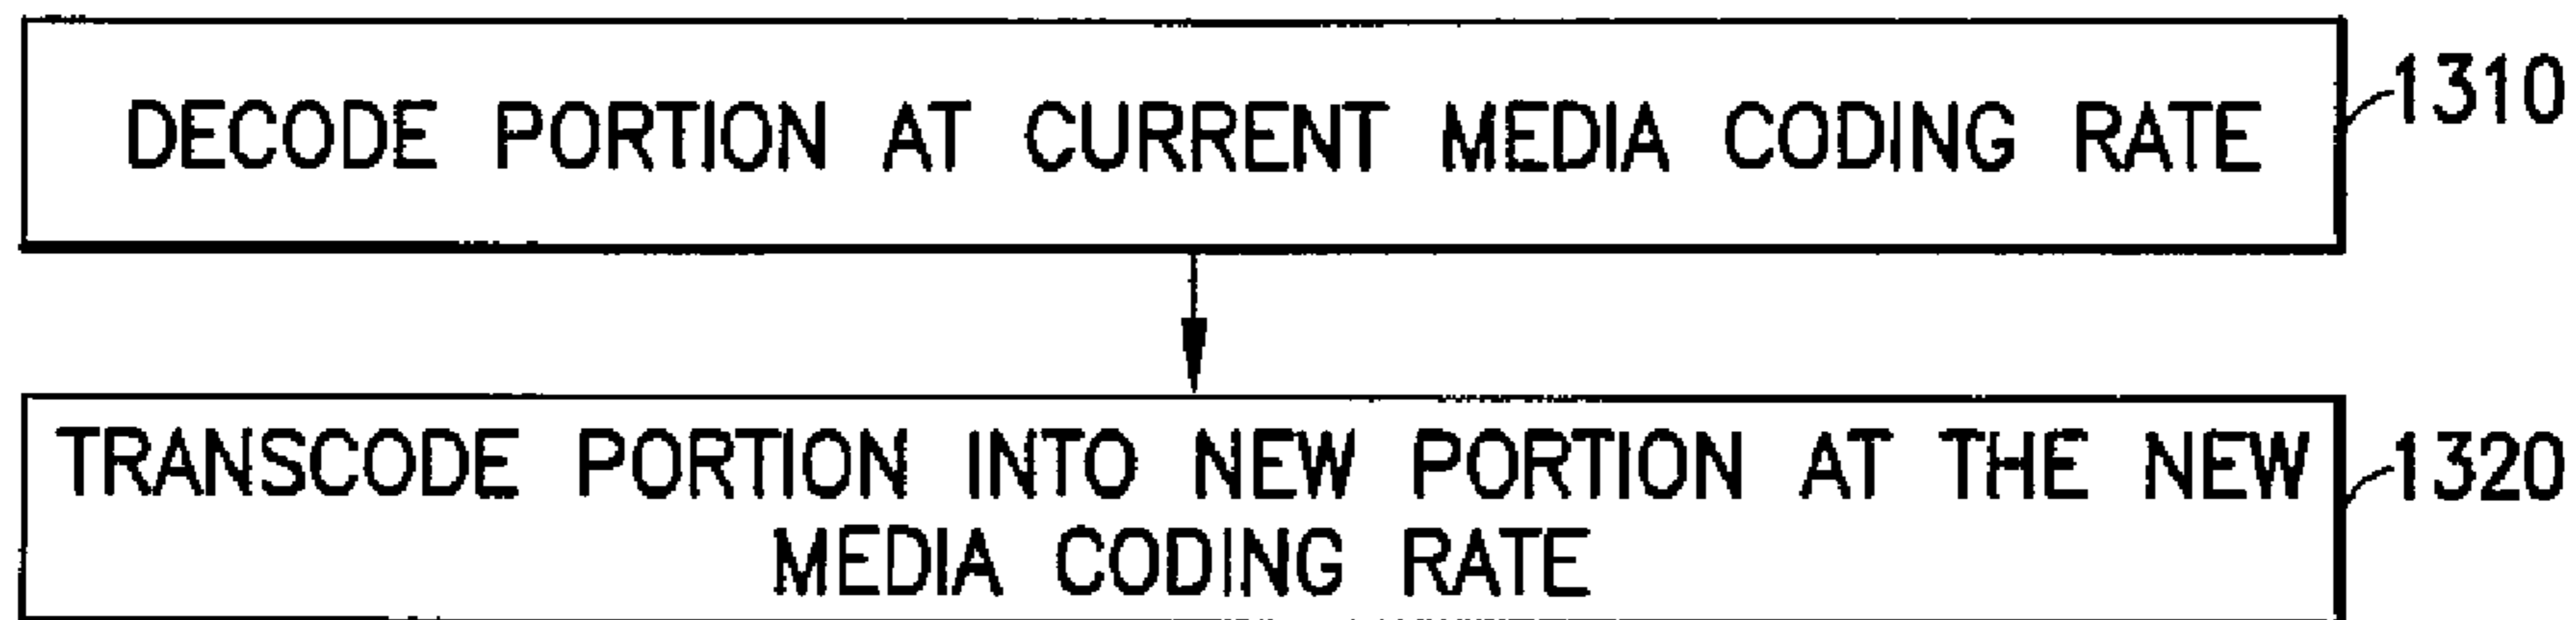 DECODE PORTION AT CURRENT MEDIA CODING RATE
1310
TRANSCODE PORTION INTO NEW PORTION AT THE NEW
MEDIA CODING RATE
1320